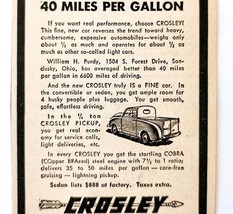 40 MILES PER GALLON
If you want real performance, choose CROSLEY!
This fine, new car reverses the trend toward heavy,
cumbersome, expensive automobiles—weighs only
about ½ as much — and operates for about ½ as
much as other so-called light cars.
William H. Purdy, 1504 S. Forest Drive, San-
dusky, Ohio, has averaged better than 40 miles
per gallon in 6600 miles of driving.
And the new CROSLEY truly IS a FINE car. In
the convertible or sedan, you get ample room
for 4 husky people plus luggage. You get smooth,
safe, effortless driving.
In the ¼ ton
CROSLEY PICKUP,
you get real econ-
omy for service
calls, light deliver-
ies, etc.
In every CROSLEY you get the startling COBRA
(COpper BRAzed) steel engine with 7½ to 1 ratio;
delivers 35 to 50 miles per gallon — care-free
cruising — lightning pickup.
Sedan lists $888 at factory. Taxes extra.
CROSLEY